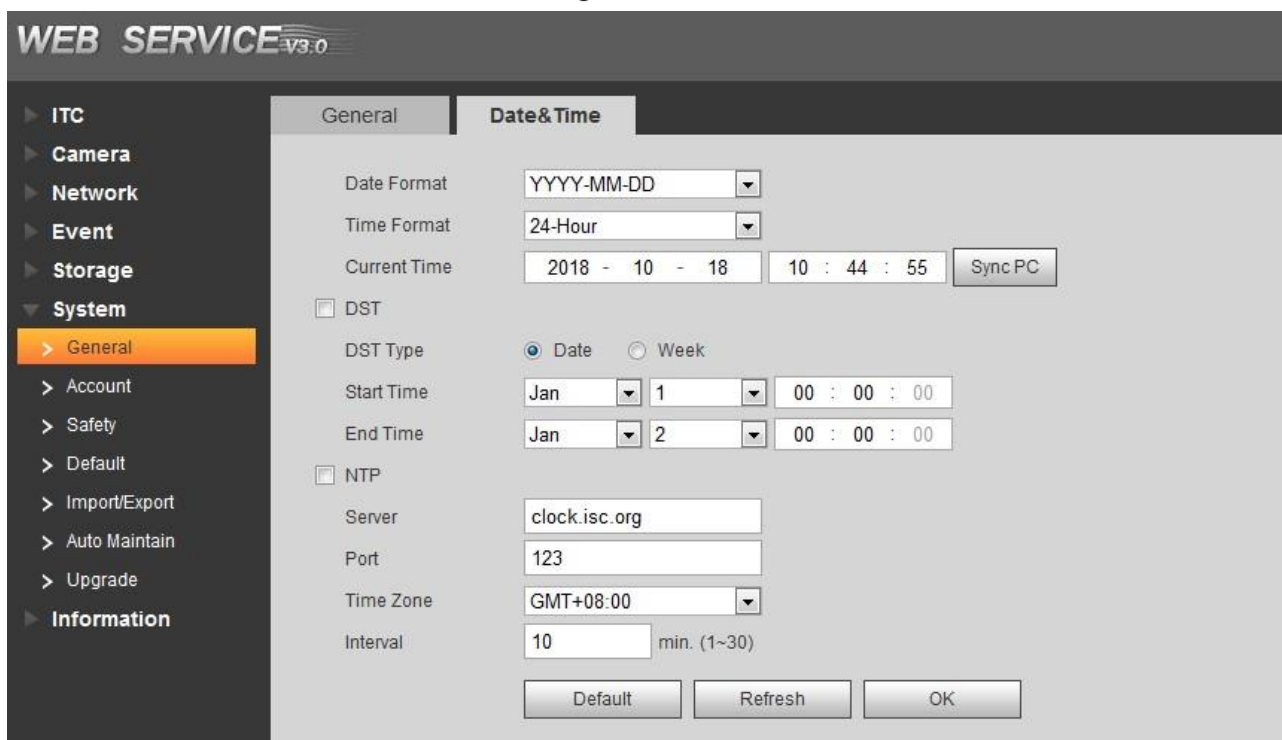 WEB SERVICE V3.0
ITC
Camera
Network
Event
Storage
System
General
Account
Safety
Default
Import/Export
Auto Maintain
Upgrade
Information
General Date&Time
Date Format YYYY-MM-DD
Time Format 24-Hour
Current Time 2018 - 10 - 18 10 : 44 : 55 Sync PC
DST
DST Type Date Week
Start Time Jan 1 00 : 00 : 00
End Time Jan 2 00 : 00 : 00
NTP
Server clock.isc.org
Port 123
Time Zone GMT+08:00
Interval 10 min. (1~30)
Default Refresh OK